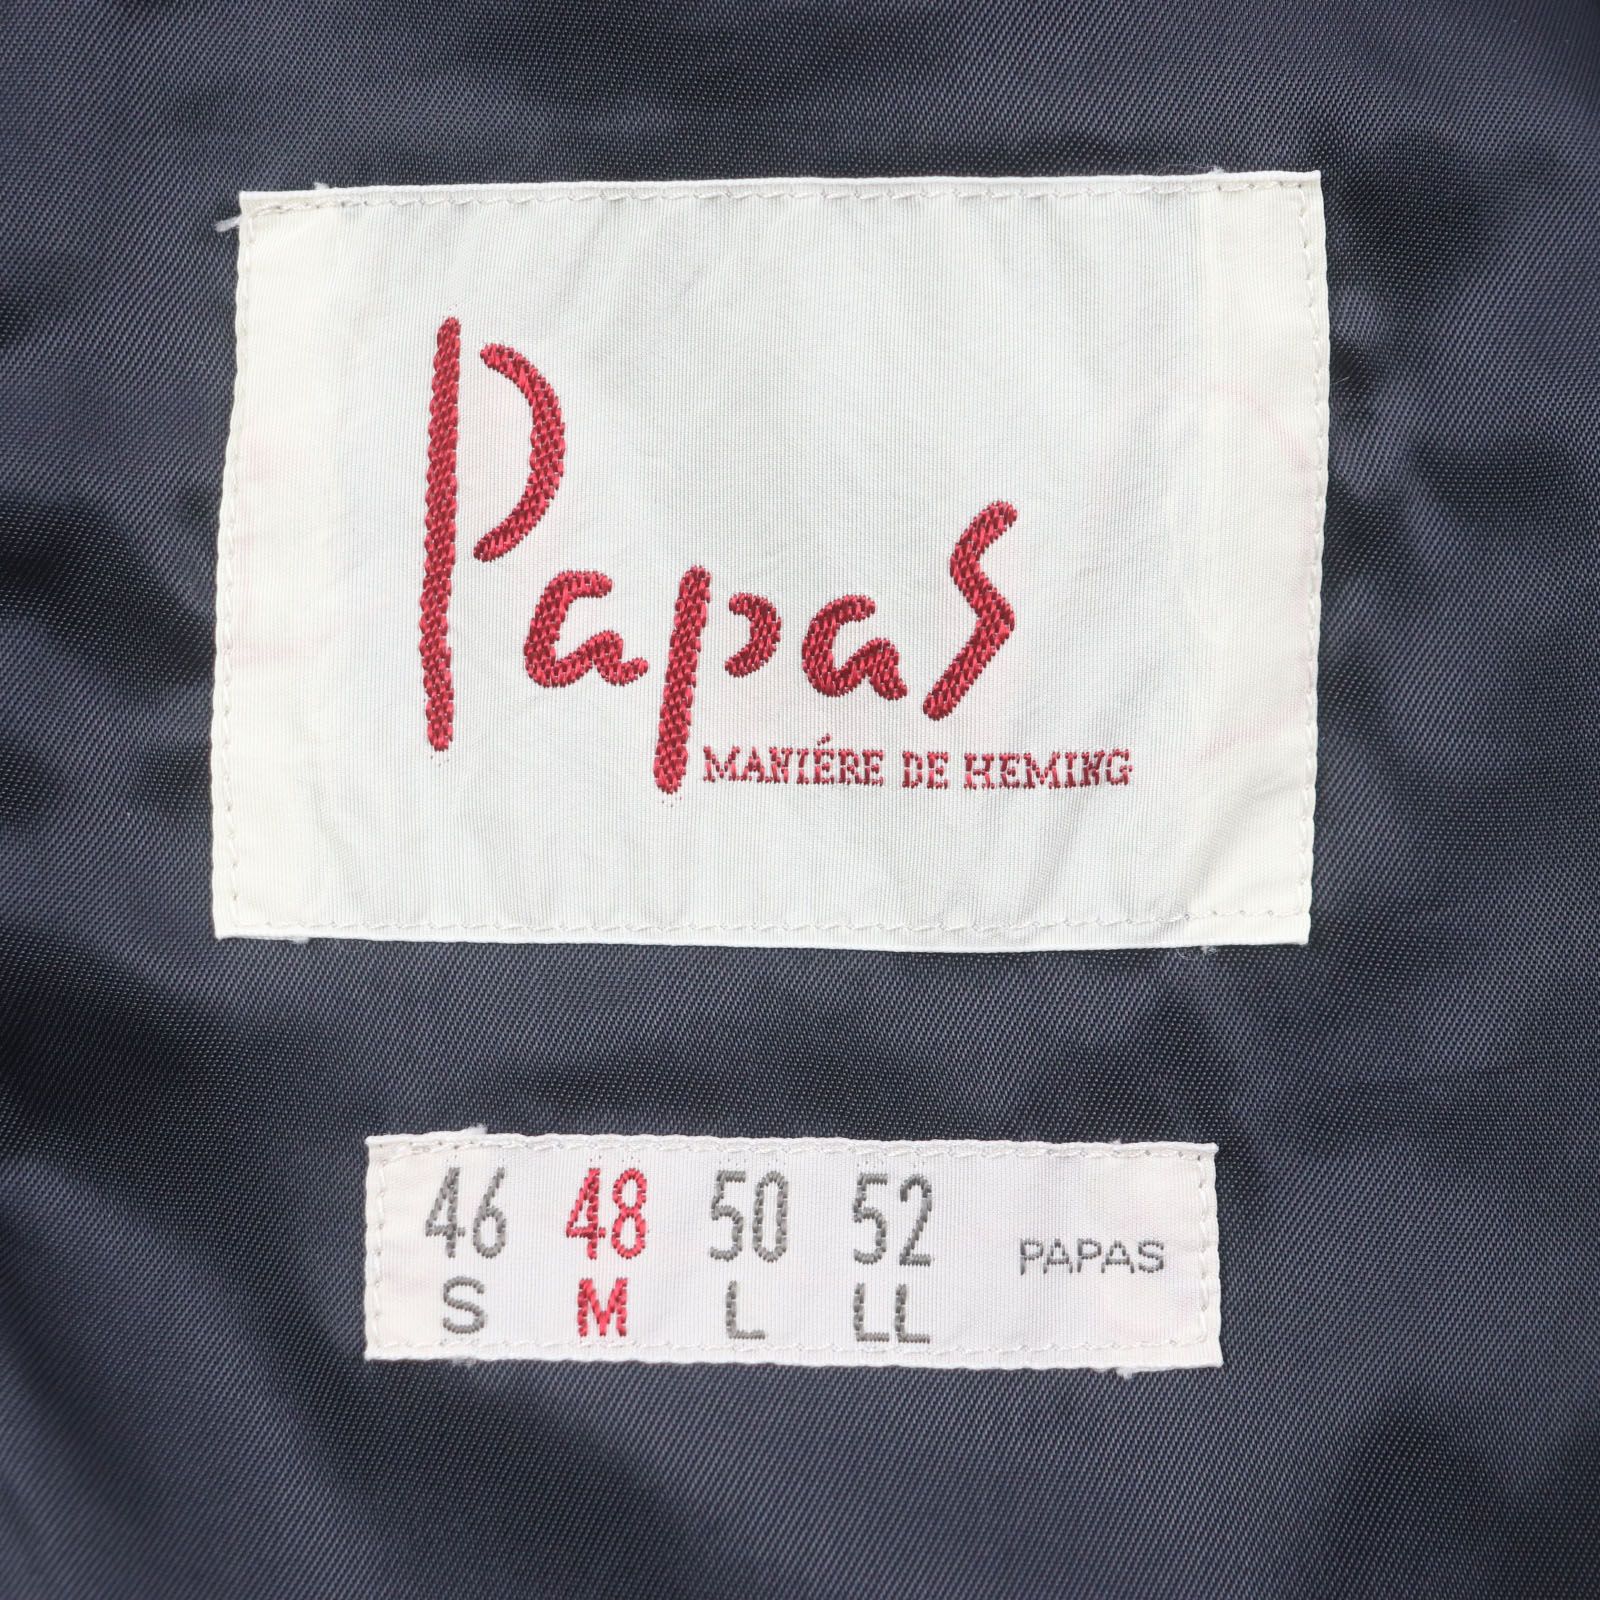 Papas
MANIÉRE DE HEMING
46 48 50 52
PAPAS
S M L LL